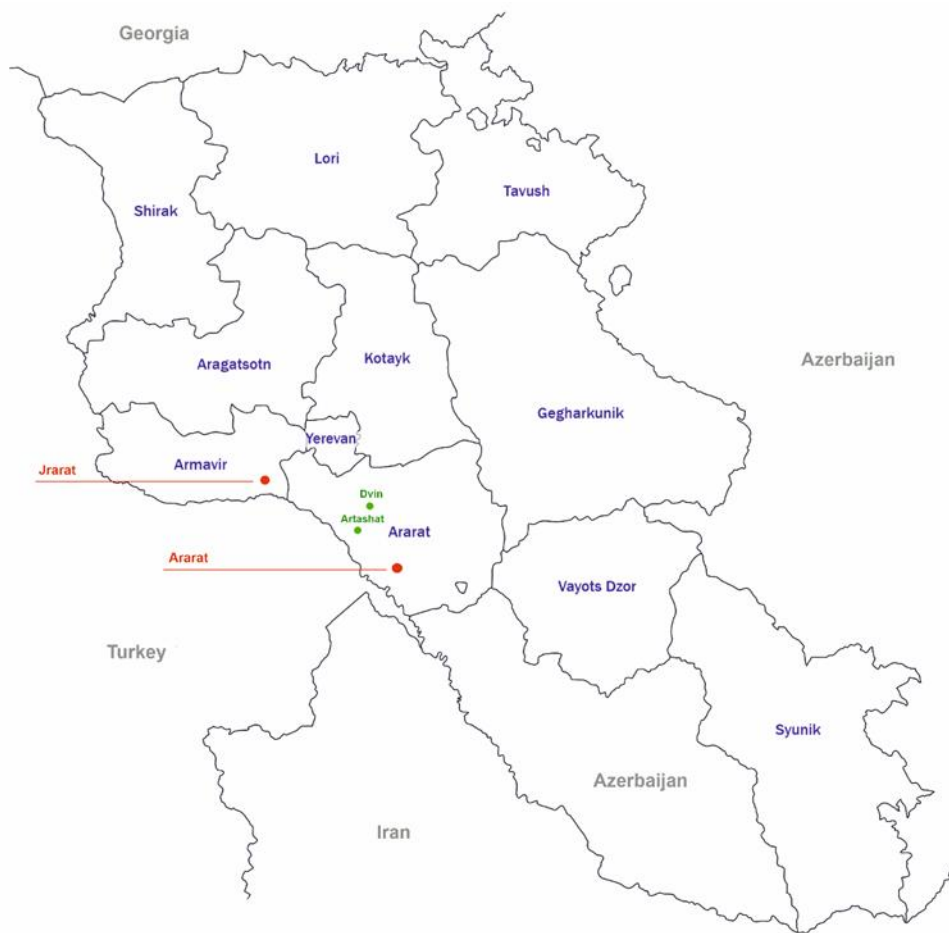 Georgia
Lori
Tavush
Shirak
Azerbaijan
Kotayk
Aragatsotn
Gegharkunik
Yerevan
Armavir
Jrarat
Dvin
Artashat
Ararat
Ararat
Vayots Dzor
Turkey
Syunik
Azerbaijan
Iran